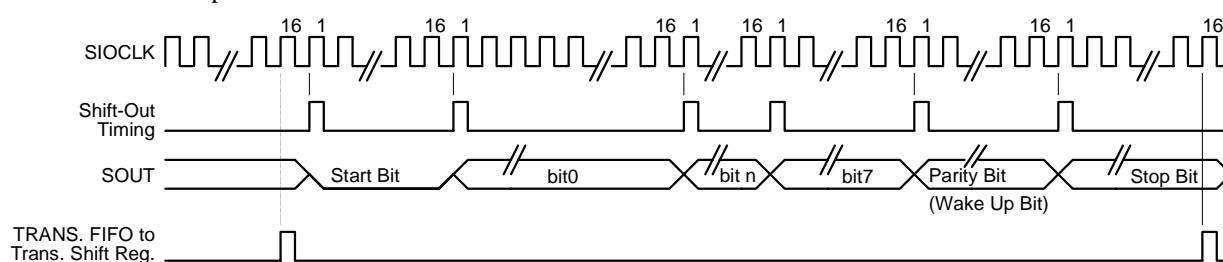 16 1 16 1 16 1 16 1 16 1 16 1 16
SIOCLK
Shift-Out
Timing
SOUT Start Bit bit0 bit n bit7 Parity Bit Stop Bit
(Wake Up Bit)
TRANS. FIFO to
Trans. Shift Reg.